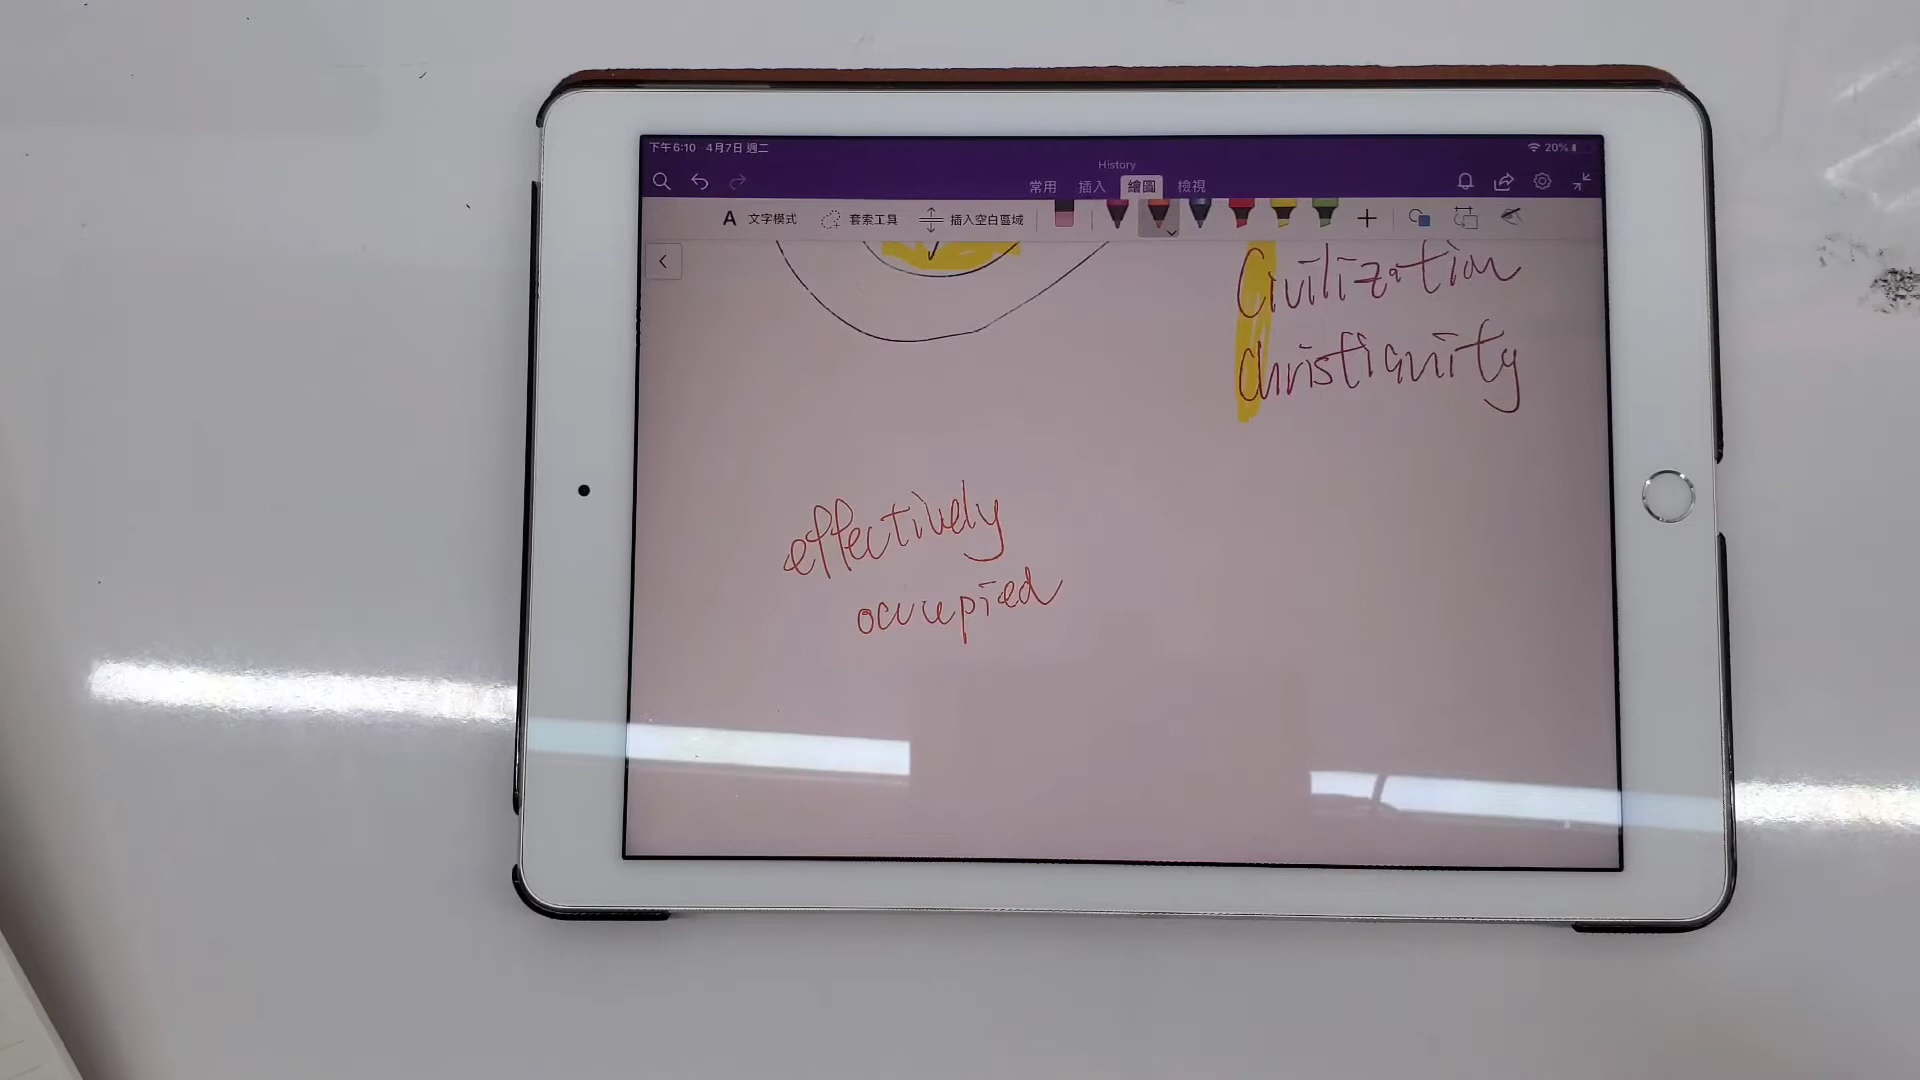 下午6:10 4月7日 週二 20%
History
常用 插入 繪圖 檢視
A 文字模式 套索工具 插入空白區域
Civilization
Christianity
effectively
occupied